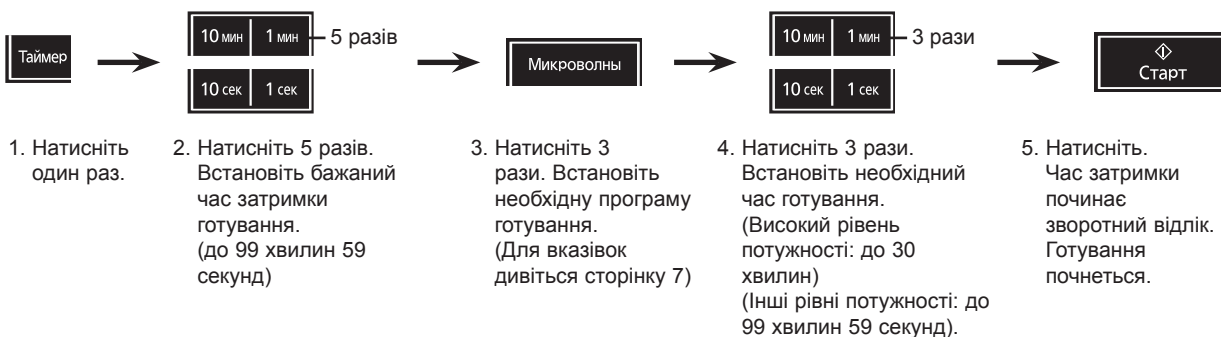 Таймер
10 мин 1 мин 5 разів
10 сек 1 сек
Микроволны
10 мин 1 мин 3 рази
10 сек 1 сек
Старт
1. Натисніть
один раз.
2. Натисніть 5 разів.
Встановіть бажаний
час затримки
готування.
(до 99 хвилин 59
секунд)
3. Натисніть 3
рази. Встановіть
необхідну програму
готування.
(Для вказівок
дивіться сторінку 7)
4. Натисніть 3 рази.
Встановіть необхідний
час готування.
(Високий рівень
потужності: до 30
хвилин)
(Інші рівні потужності: до
99 хвилин 59 секунд).
5. Натисніть.
Час затримки
починає
зворотний відлік.
Готування
почнеться.